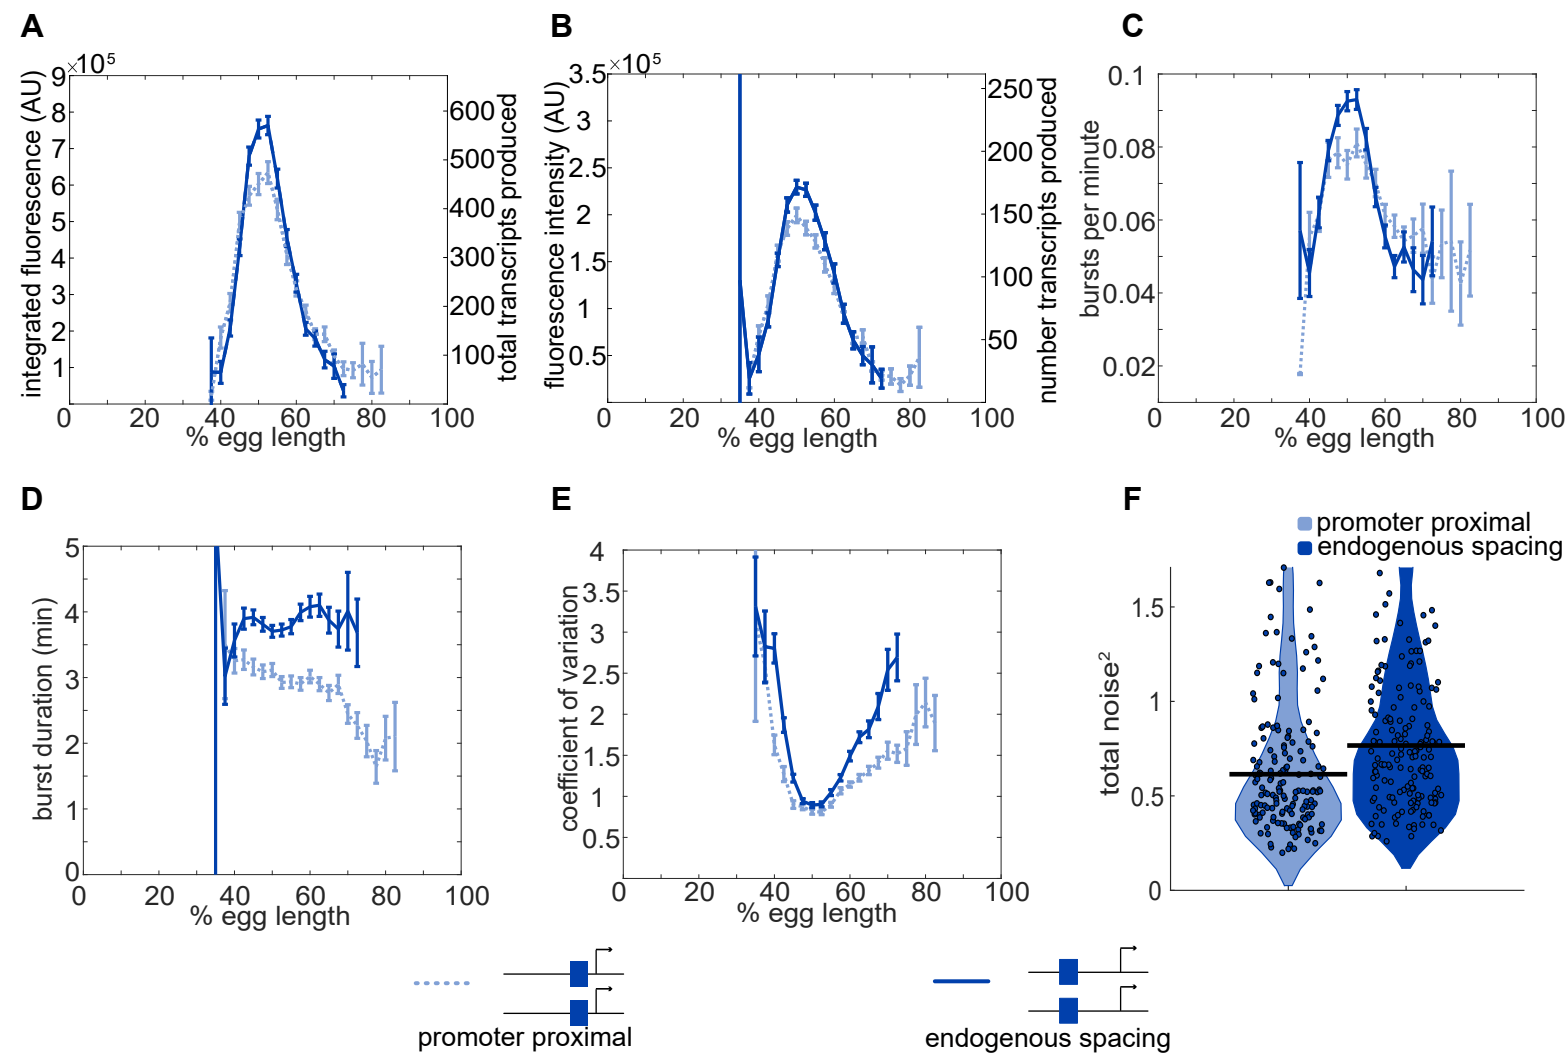 A
×10⁵
9
8
7
6
5
4
3
2
1
600
500
400
300
200
100
0 20 40 60 80 100
integrated fluorescence (AU)
total transcripts produced
% egg length
B
×10⁵
3.5
3
2.5
2
1.5
1
0.5
250
200
150
100
50
0 20 40 60 80 100
fluorescence intensity (AU)
number transcripts produced
% egg length
C
0.1
0.08
0.06
0.04
0.02
0 20 40 60 80 100
bursts per minute
% egg length
D
5
4
3
2
1
0
0 20 40 60 80 100
burst duration (min)
% egg length
E
4
3.5
3
2.5
2
1.5
1
0.5
0 20 40 60 80 100
coefficient of variation
% egg length
F
promoter proximal
endogenous spacing
1.5
1
0.5
0
total noise²
promoter proximal
endogenous spacing